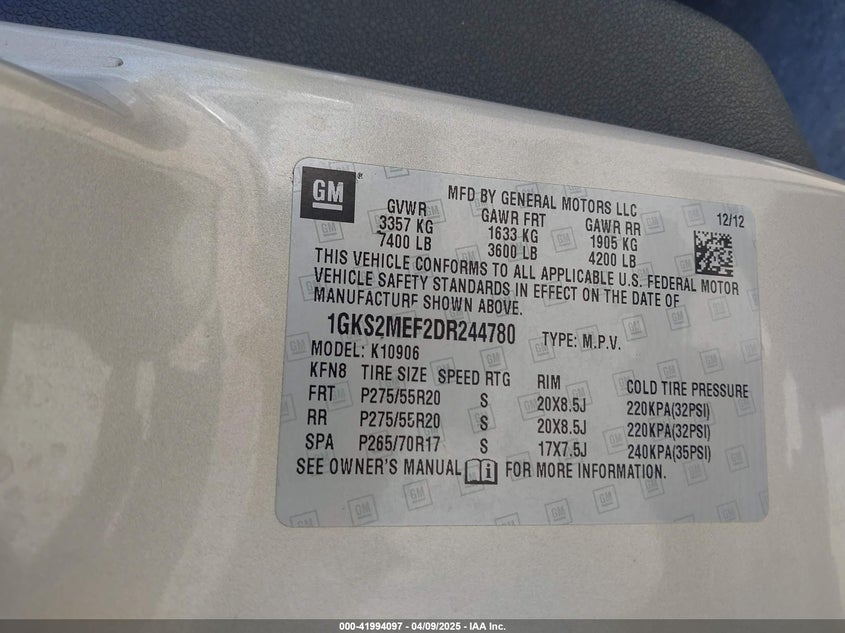 GM ®
MFD BY GENERAL MOTORS LLC
12/12
GVWR GAWR FRT GAWR RR
3357 KG 1633 KG 1905 KG
7400 LB 3600 LB 4200 LB
THIS VEHICLE CONFORMS TO ALL APPLICABLE U.S. FEDERAL MOTOR
VEHICLE SAFETY STANDARDS IN EFFECT ON THE DATE OF
MANUFACTURE SHOWN ABOVE.
1GKS2MEF2DR244780 TYPE: M.P.V.
MODEL: K10906
KFN8 TIRE SIZE SPEED RTG RIM COLD TIRE PRESSURE
FRT P275/55R20 S 20X8.5J 220KPA(32PSI)
RR P275/55R20 S 20X8.5J 220KPA(32PSI)
SPA P265/70R17 S 17X7.5J 240KPA(35PSI)
SEE OWNER'S MANUAL FOR MORE INFORMATION.
000-41994097 - 04/09/2025 - IAA Inc.